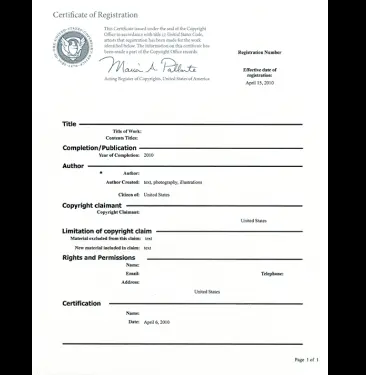 Certificate of Registration
This Certificate issued under the seal of the Copyright
Office in accordance with title 17, United States Code,
attests that registration has been made for the work
identified below. The information on this certificate has
been made a part of the Copyright Office records.
Maria A. Pallante
Acting Register of Copyrights, United States of America
Registration Number
Effective date of
registration:
April 15, 2010
Title
Title of Work:
Contents Titles:
Completion/Publication
Year of Completion: 2010
Author
Author:
Author Created: text, photography, illustrations
Citizen of: United States
Copyright claimant
Copyright Claimant:
United States
Limitation of copyright claim
Material excluded from this claim: text
New material included in claim: text
Rights and Permissions
Name:
Email: Telephone:
Address:
United States
Certification
Name:
Date: April 6, 2010
Page 1 of 1